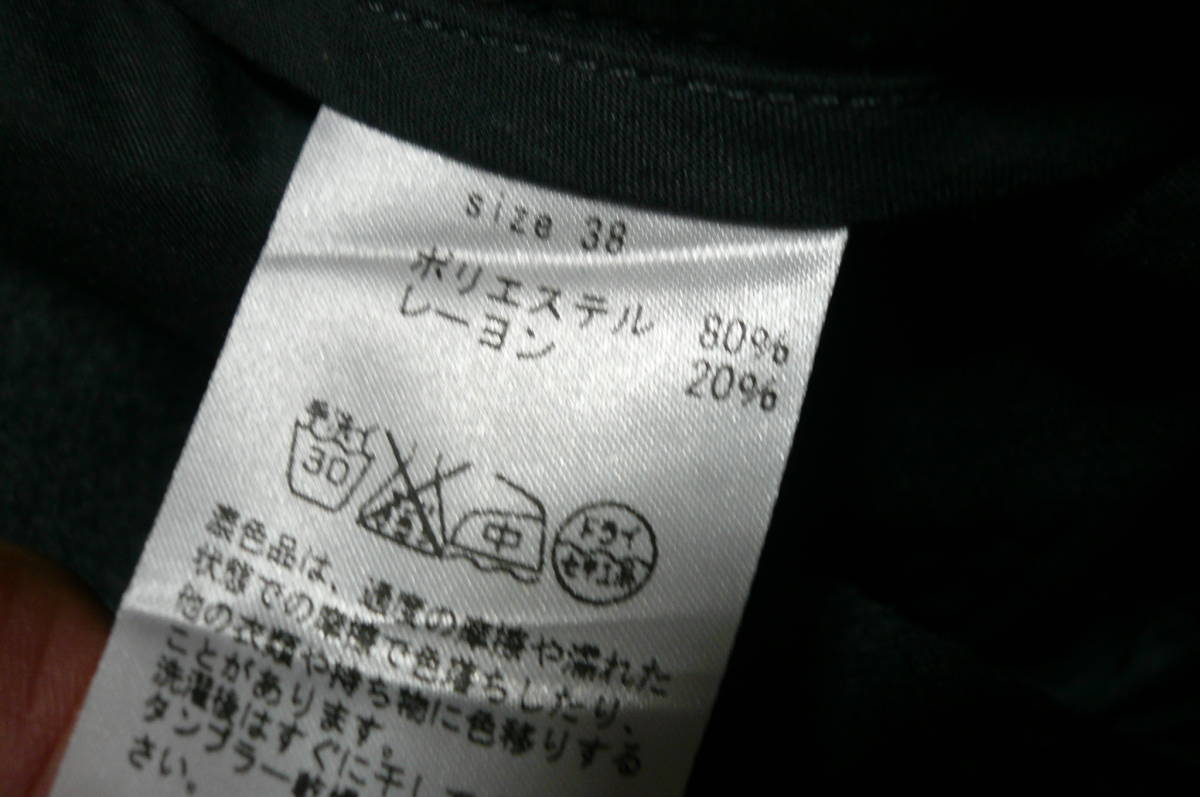 size 38
ポリエステル 80%
レーヨン 20%
手洗イ
30
中
ドライ
濃色品は、過度の摩擦や濡れた
状態での摩擦で色落ちしたり、
他の衣類や持ち物に色移りする
ことがあります。
洗濯後はすぐに干して
タンブラー乾燥
さい。